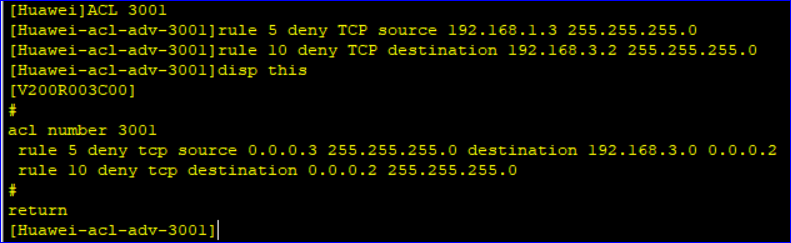 [Huawei]ACL 3001
[Huawei-acl-adv-3001]rule 5 deny TCP source 192.168.1.3 255.255.255.0
[Huawei-acl-adv-3001]rule 10 deny TCP destination 192.168.3.2 255.255.255.0
[Huawei-acl-adv-3001]disp this
[V200R003C00]
#
acl number 3001
 rule 5 deny tcp source 0.0.0.3 255.255.255.0 destination 192.168.3.0 0.0.0.2
 rule 10 deny tcp destination 0.0.0.2 255.255.255.0
#
return
[Huawei-acl-adv-3001]